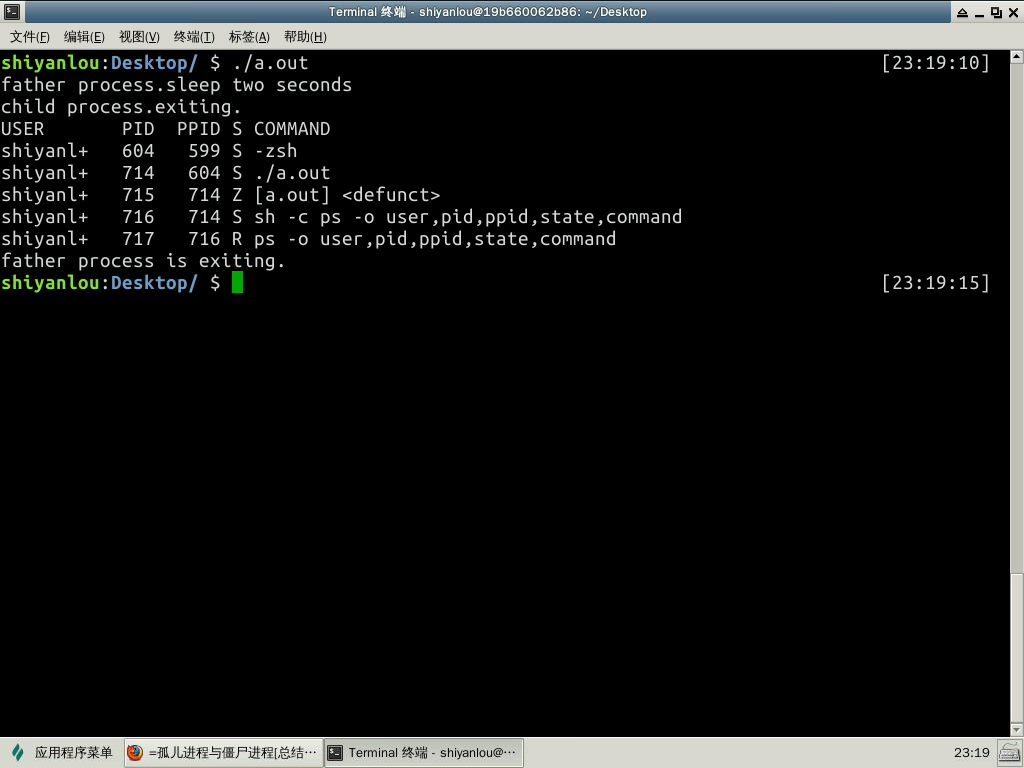 Terminal 终端 - shiyanlou@19b660062b86: ~/Desktop
文件(F) 编辑(E) 视图(V) 终端(T) 标签(A) 帮助(H)
shiyanlou:Desktop/ $ ./a.out [23:19:10]
father process.sleep two seconds
child process.exiting.
USER       PID  PPID S COMMAND
shiyanl+   604   599 S -zsh
shiyanl+   714   604 S ./a.out
shiyanl+   715   714 Z [a.out] <defunct>
shiyanl+   716   714 S sh -c ps -o user,pid,ppid,state,command
shiyanl+   717   716 R ps -o user,pid,ppid,state,command
father process is exiting.
shiyanlou:Desktop/ $ [23:19:15]
应用程序菜单 =孤儿进程与僵尸进程[总结… Terminal 终端 - shiyanlou@… 23:19